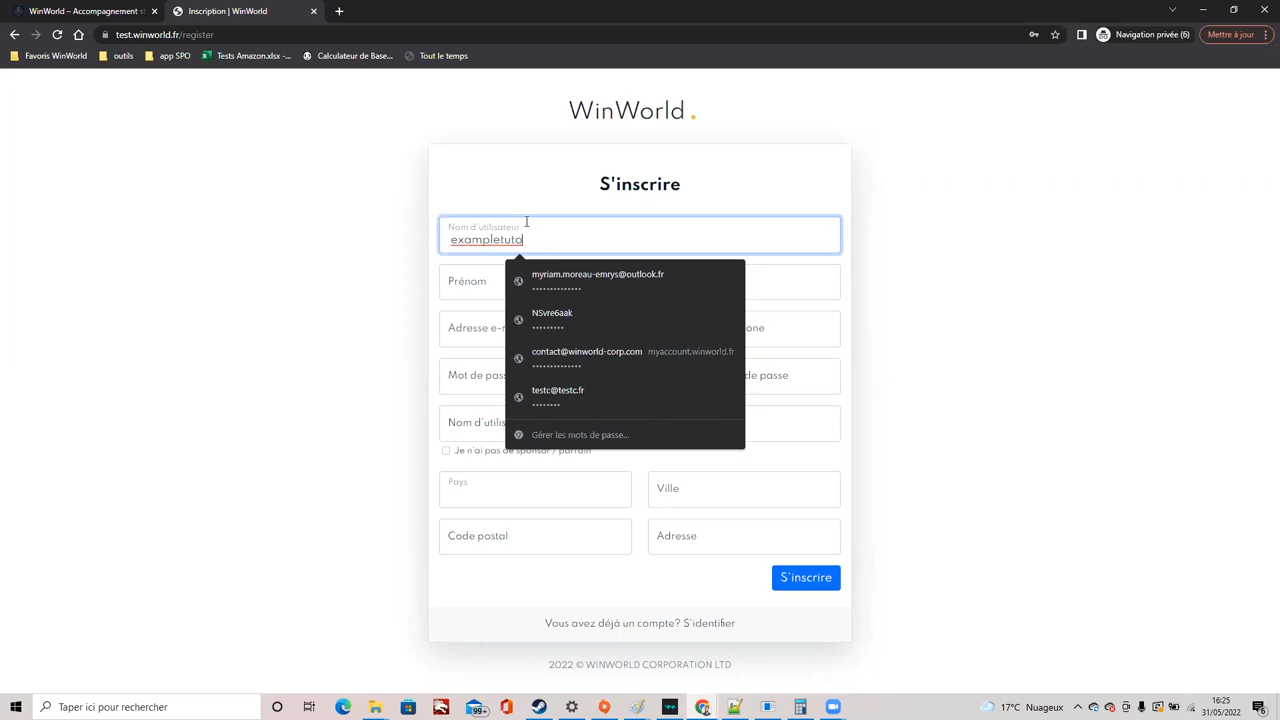 WinWorld – Accompagnement s
Inscription | WinWorld
test.winworld.fr/register
Navigation privée (6)
Mettre à jour
Favoris WinWorld
outils
app SPO
Tests Amazon.xlsx -...
Calculateur de Base...
Tout le temps
WinWorld .
S'inscrire
Nom d'utilisateur
exampletuto
Prénom
Adresse e-
one
Mot de pas
de passe
Nom d'utilis
myriam.moreau-emrys@outlook.fr
••••••••••••••
NSvre6aak
•••••••••
contact@winworld-corp.com myaccount.winworld.fr
••••••••••••••
testc@testc.fr
••••••••
Gérer les mots de passe...
Je n'ai pas de sponsor / parrain
Pays
Ville
Code postal
Adresse
S'inscrire
Vous avez déjà un compte? S'identifier
2022 © WINWORLD CORPORATION LTD
Taper ici pour rechercher
99+
17°C Nuageux
16:25
31/05/2022
6